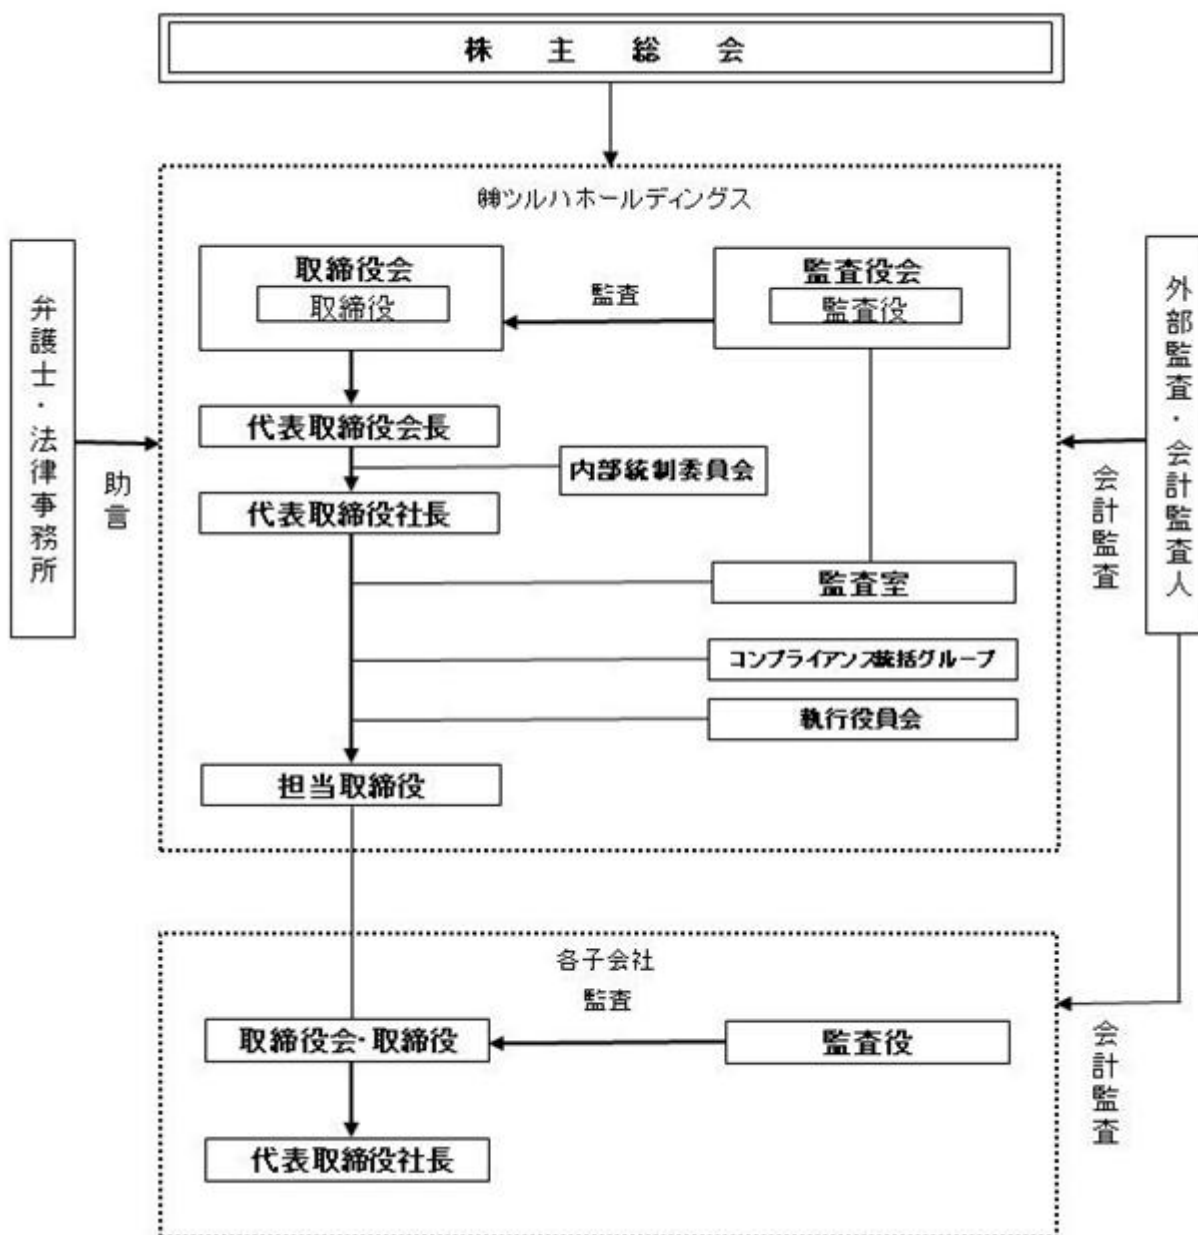 株主総会
㈱ツルハホールディングス
取締役会
取締役
監査
監査役会
監査役
弁護士・法律事務所
助言
外部監査・会計監査人
会計監査
代表取締役会長
内部統制委員会
代表取締役社長
監査室
コンプライアンス統括グループ
執行役員会
担当取締役
各子会社
監査
取締役会・取締役
監査役
会計監査
代表取締役社長